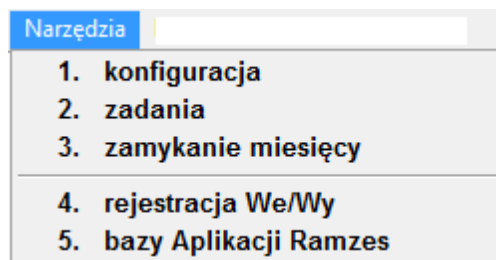 Narzędzia
1. konfiguracja
2. zadania
3. zamykanie miesięcy
4. rejestracja We/Wy
5. bazy Aplikacji Ramzes